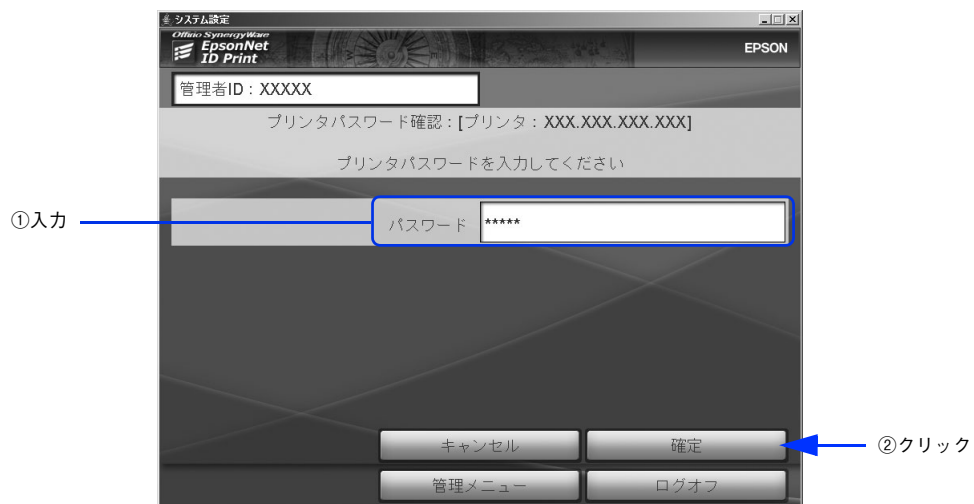 システム設定
Offirio SynergyWare
EpsonNet
ID Print
EPSON
管理者ID：XXXXX
プリンタパスワード確認：[プリンタ：XXX.XXX.XXX.XXX]
プリンタパスワードを入力してください
①入力
パスワード *****
キャンセル 確定
②クリック
管理メニュー ログオフ